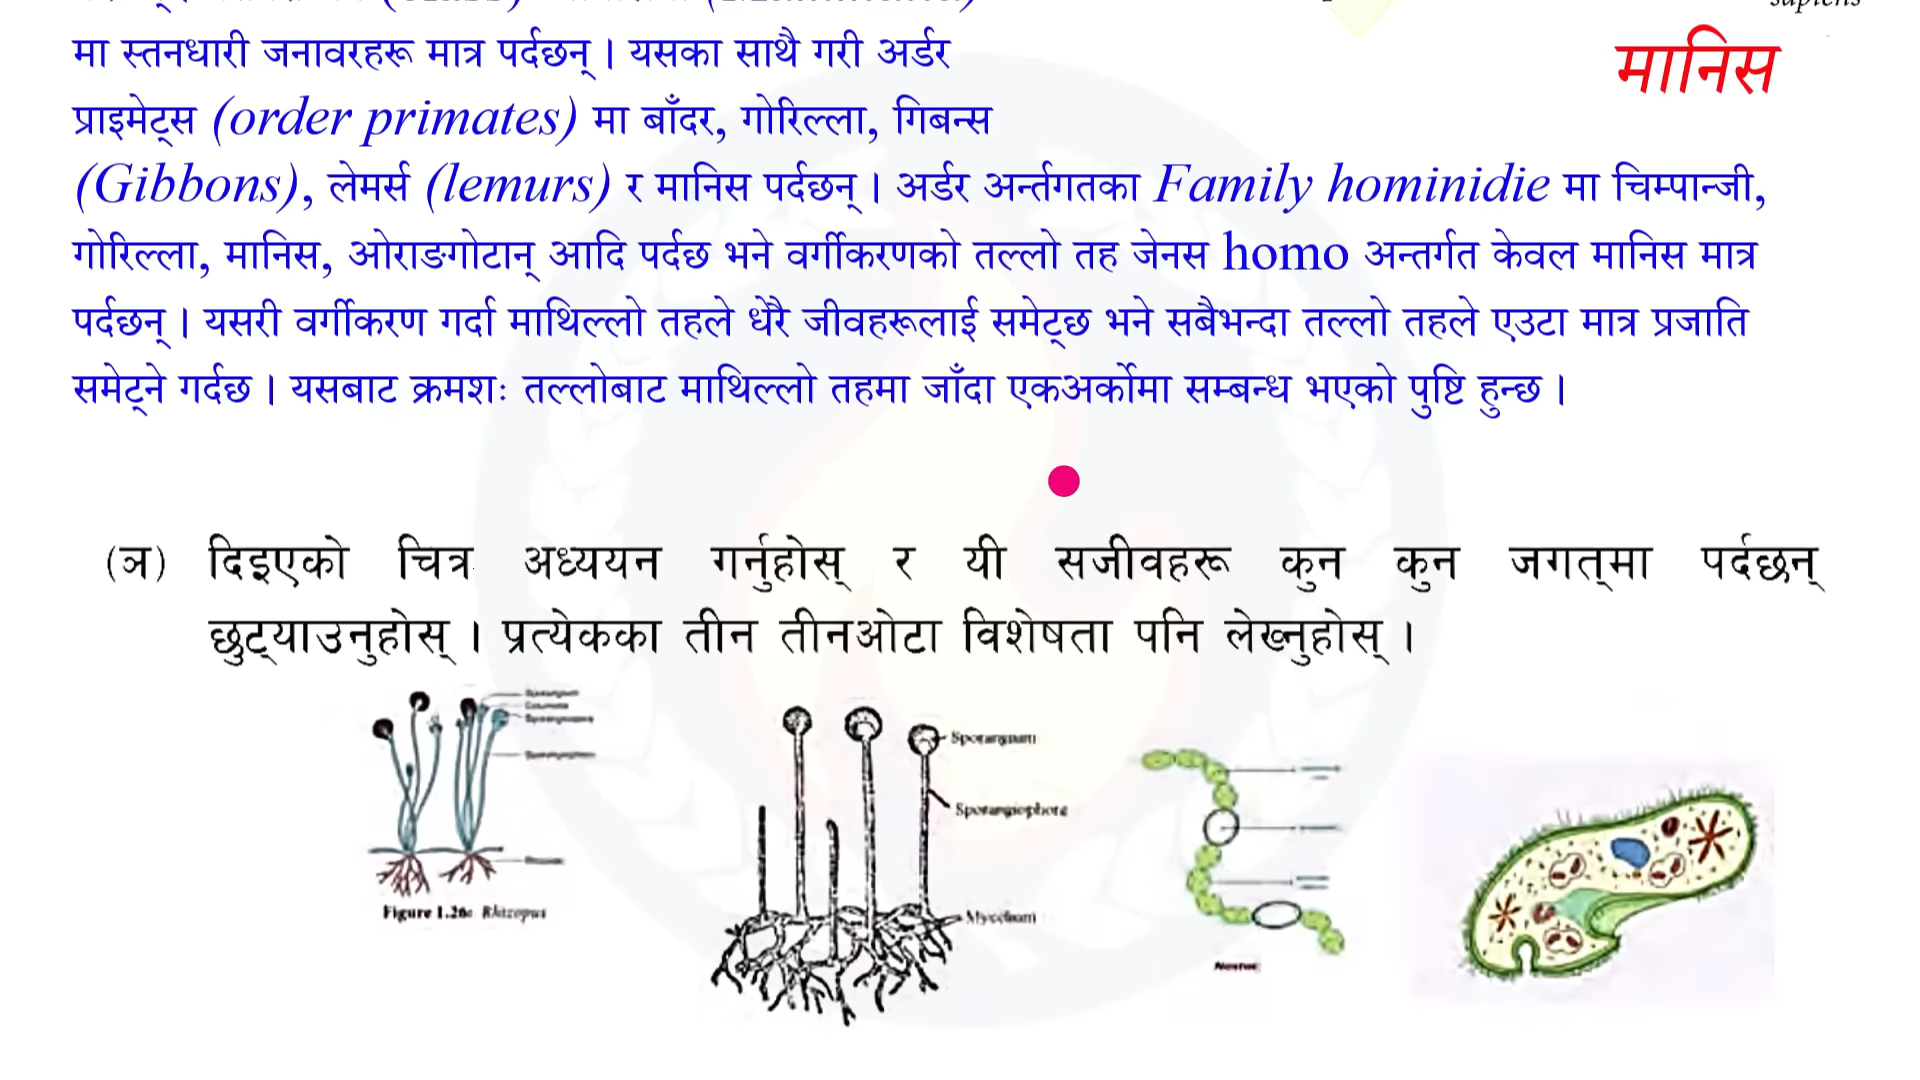 sapiens
मा स्तनधारी जनावरहरू मात्र पर्दछन् । यसका साथै गरी अर्डर
मानिस
प्राइमेट्स (order primates) मा बाँदर, गोरिल्ला, गिबन्स
(Gibbons), लेमर्स (lemurs) र मानिस पर्दछन् । अर्डर अर्न्तगतका Family hominidie मा चिम्पान्जी,
गोरिल्ला, मानिस, ओराङगोटान् आदि पर्दछ भने वर्गीकरणको तल्लो तह जेनस homo अन्तर्गत केवल मानिस मात्र
पर्दछन् । यसरी वर्गीकरण गर्दा माथिल्लो तहले धेरै जीवहरूलाई समेट्छ भने सबैभन्दा तल्लो तहले एउटा मात्र प्रजाति
समेट्ने गर्दछ । यसबाट क्रमशः तल्लोबाट माथिल्लो तहमा जाँदा एकअर्कोमा सम्बन्ध भएको पुष्टि हुन्छ ।
(ञ) दिइएको चित्र अध्ययन गर्नुहोस् र यी सजीवहरू कुन कुन जगत्‌मा पर्दछन्
छुट्याउनुहोस् । प्रत्येकका तीन तीनओटा विशेषता पनि लेख्नुहोस् ।
Sporangium
Sporangiophore
Mycelium
Figure 1.26: Rhizopus
Nostoc